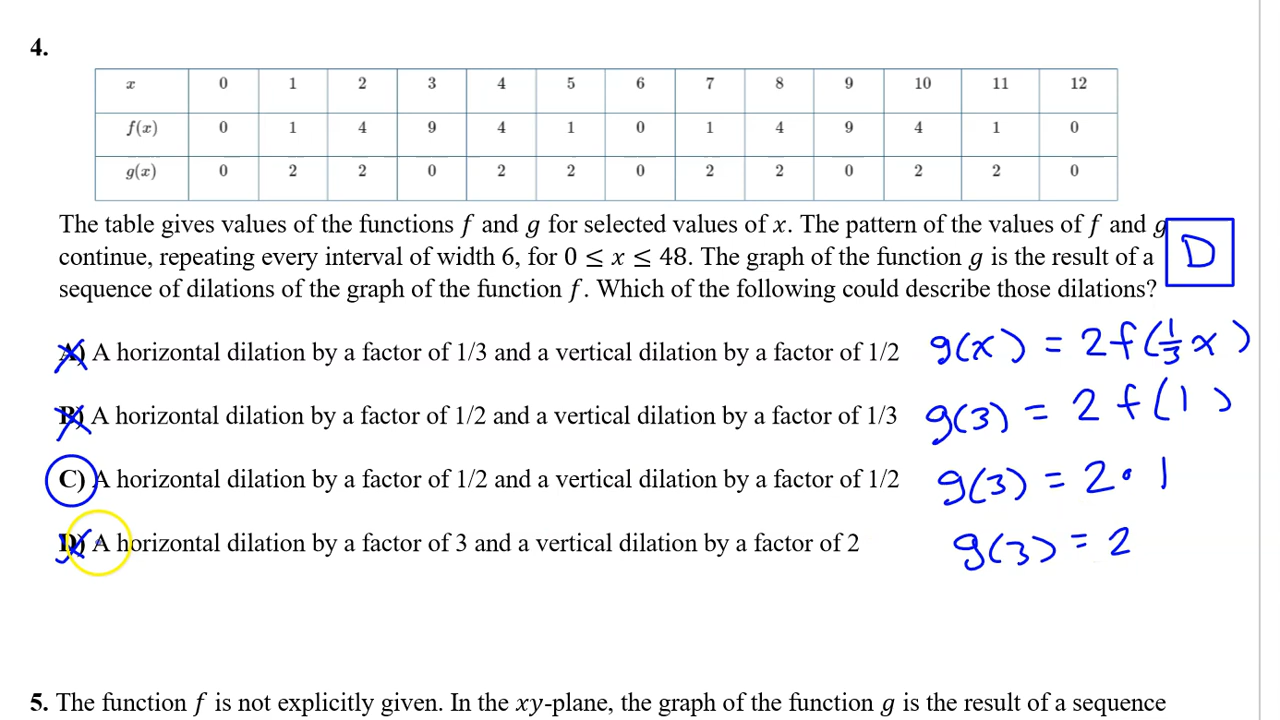 4.
x 0 1 2 3 4 5 6 7 8 9 10 11 12
f(x) 0 1 4 9 4 1 0 1 4 9 4 1 0
g(x) 0 2 2 0 2 2 0 2 2 0 2 2 0
The table gives values of the functions f and g for selected values of x. The pattern of the values of f and g
continue, repeating every interval of width 6, for 0 ≤ x ≤ 48. The graph of the function g is the result of a
sequence of dilations of the graph of the function f. Which of the following could describe those dilations?
D
A) A horizontal dilation by a factor of 1/3 and a vertical dilation by a factor of 1/2
g(x) = 2f(1/3 x)
B) A horizontal dilation by a factor of 1/2 and a vertical dilation by a factor of 1/3
g(3) = 2 f(1)
C) A horizontal dilation by a factor of 1/2 and a vertical dilation by a factor of 1/2
g(3) = 2 • 1
D) A horizontal dilation by a factor of 3 and a vertical dilation by a factor of 2
g(3) = 2
5. The function f is not explicitly given. In the xy-plane, the graph of the function g is the result of a sequence